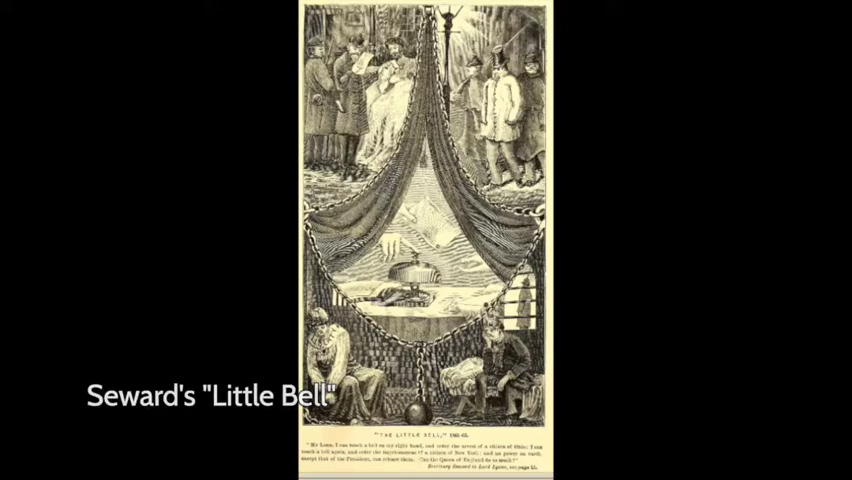 Seward's "Little Bell"
"THE LITTLE BELL," 1861-65.
"My Lord, I can touch a bell on my right hand, and order the arrest of a citizen of Ohio; I can
touch a bell again, and order the imprisonment of a citizen of New York; and no power on earth,
except that of the President, can release them. Can the Queen of England do so much?"
Secretary Seward to Lord Lyons, see page 15.